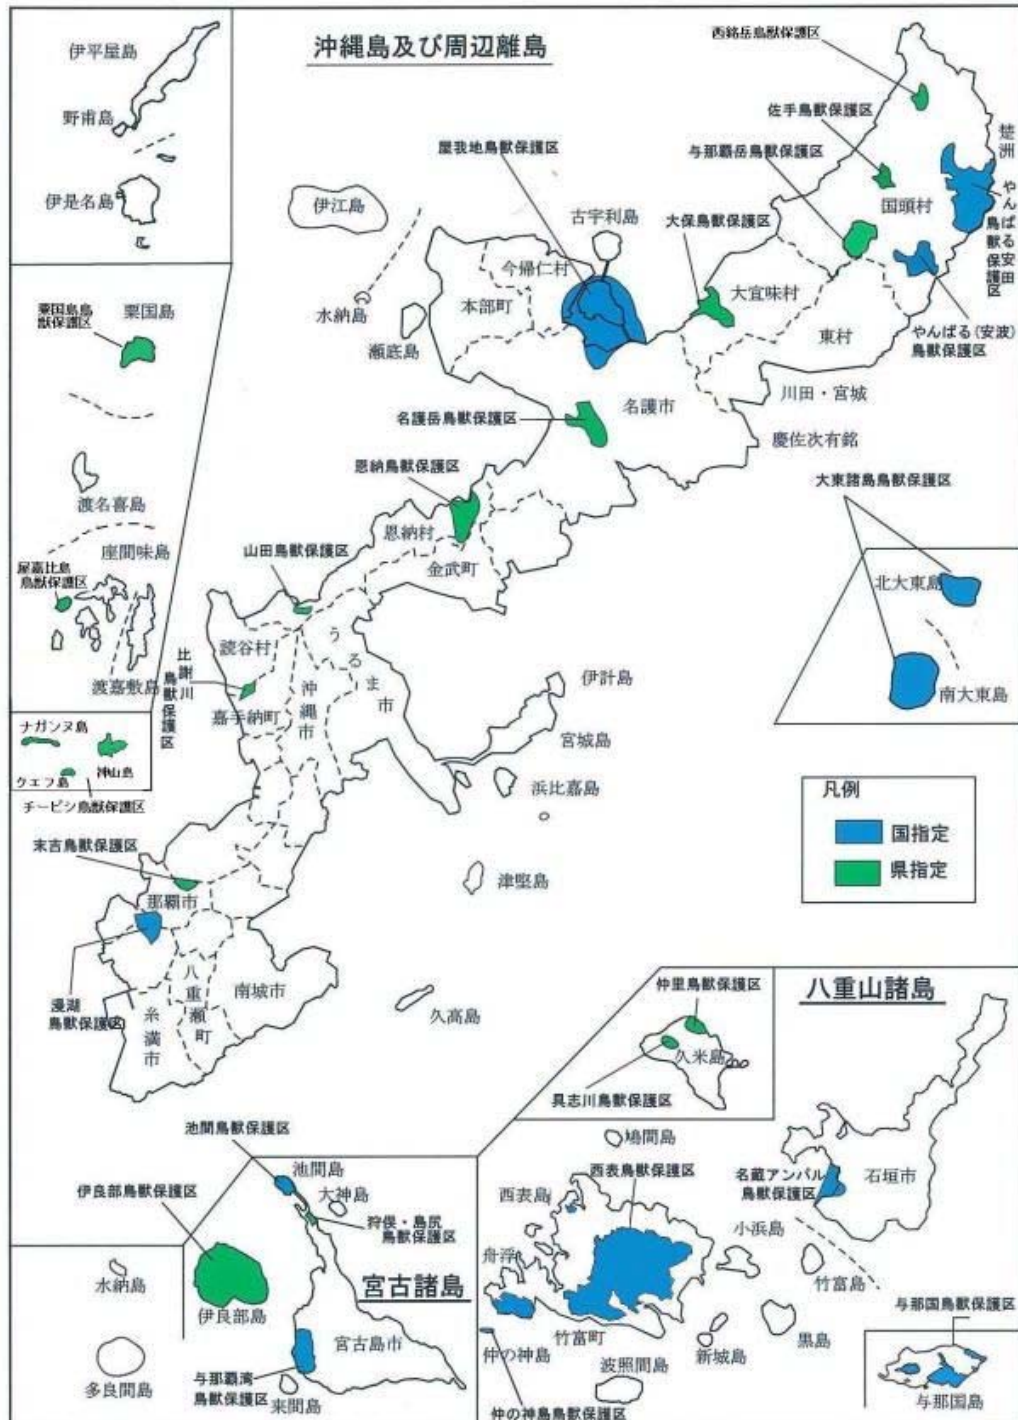 沖縄島及び周辺離島
伊平屋島
野甫島
伊是名島
西銘岳鳥獣保護区
佐手鳥獣保護区
与那覇岳鳥獣保護区
屋我地鳥獣保護区
楚洲
やんばる安田
鳥獣保護区
国頭村
伊江島
古宇利島
大保鳥獣保護区
今帰仁村
本部町
大宜味村
水納島
瀬底島
東村
やんばる(安波)
鳥獣保護区
粟国島鳥
獣保護区
粟国島
川田・宮城
名護市
名護岳鳥獣保護区
慶佐次有銘
恩納鳥獣保護区
大東諸島鳥獣保護区
渡名喜島
恩納村
座間味島
山田鳥獣保護区
金武町
屋嘉比島
鳥獣保護区
北大東島
うるま市
読谷村
比謝川
鳥獣保護区
渡嘉敷島
嘉手納町
沖縄市
伊計島
南大東島
宮城島
ナガンヌ島
神山島
クエフ島
チービシ鳥獣保護区
浜比嘉島
凡例
国指定
県指定
末吉鳥獣保護区
津堅島
那覇市
八重瀬町
南城市
漫湖
鳥獣保護区
糸満市
久高島
仲里鳥獣保護区
久米島
具志川鳥獣保護区
八重山諸島
池間鳥獣保護区
池間島
大神島
伊良部鳥獣保護区
狩俣・島尻
鳥獣保護区
鳩間島
西表鳥獣保護区
西表島
名蔵アンパル
鳥獣保護区
石垣市
小浜島
舟浮
竹富島
水納島
宮古諸島
伊良部島
宮古島市
与那国鳥獣保護区
仲の神島
竹富町
黒島
新城島
波照間島
多良間島
与那覇湾
鳥獣保護区
来間島
仲の神島鳥獣保護区
与那国島